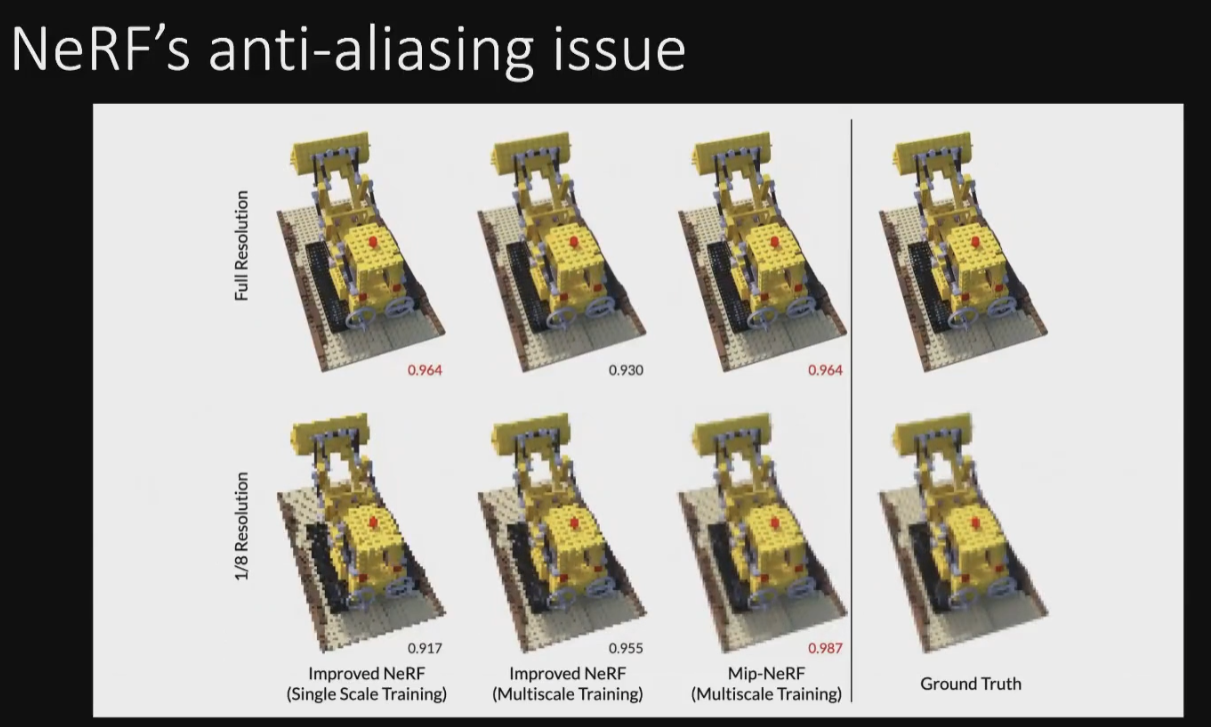 NeRF’s anti-aliasing issue
Full Resolution
0.964
0.930
0.964
1/8 Resolution
0.917
0.955
0.987
Improved NeRF
(Single Scale Training)
Improved NeRF
(Multiscale Training)
Mip-NeRF
(Multiscale Training)
Ground Truth